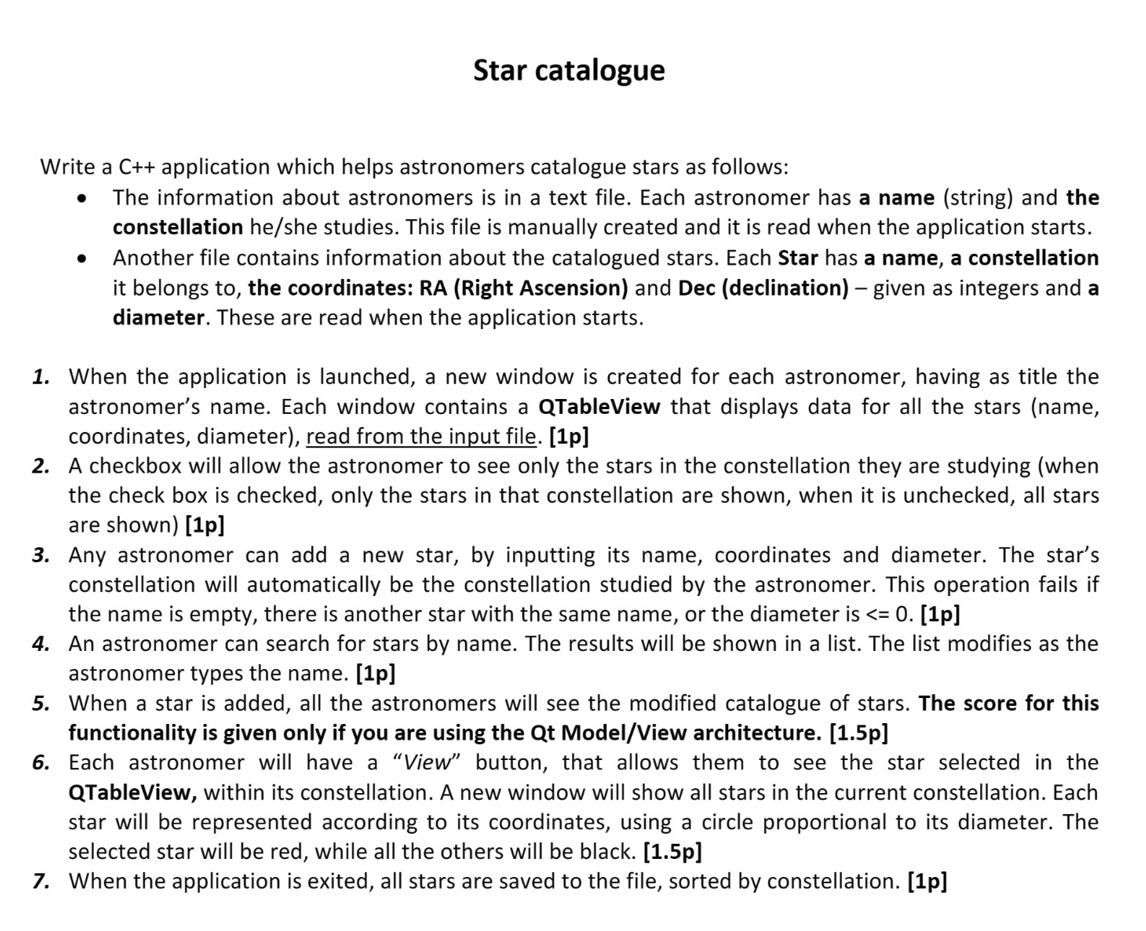 Star catalogue
Write a C++ application which helps astronomers catalogue stars as follows:
• The information about astronomers is in a text file. Each astronomer has a name (string) and the
constellation he/she studies. This file is manually created and it is read when the application starts.
• Another file contains information about the catalogued stars. Each Star has a name, a constellation
it belongs to, the coordinates: RA (Right Ascension) and Dec (declination) – given as integers and a
diameter. These are read when the application starts.
1. When the application is launched, a new window is created for each astronomer, having as title the
astronomer’s name. Each window contains a QTableView that displays data for all the stars (name,
coordinates, diameter), read from the input file. [1p]
2. A checkbox will allow the astronomer to see only the stars in the constellation they are studying (when
the check box is checked, only the stars in that constellation are shown, when it is unchecked, all stars
are shown) [1p]
3. Any astronomer can add a new star, by inputting its name, coordinates and diameter. The star’s
constellation will automatically be the constellation studied by the astronomer. This operation fails if
the name is empty, there is another star with the same name, or the diameter is <= 0. [1p]
4. An astronomer can search for stars by name. The results will be shown in a list. The list modifies as the
astronomer types the name. [1p]
5. When a star is added, all the astronomers will see the modified catalogue of stars. The score for this
functionality is given only if you are using the Qt Model/View architecture. [1.5p]
6. Each astronomer will have a “View” button, that allows them to see the star selected in the
QTableView, within its constellation. A new window will show all stars in the current constellation. Each
star will be represented according to its coordinates, using a circle proportional to its diameter. The
selected star will be red, while all the others will be black. [1.5p]
7. When the application is exited, all stars are saved to the file, sorted by constellation. [1p]